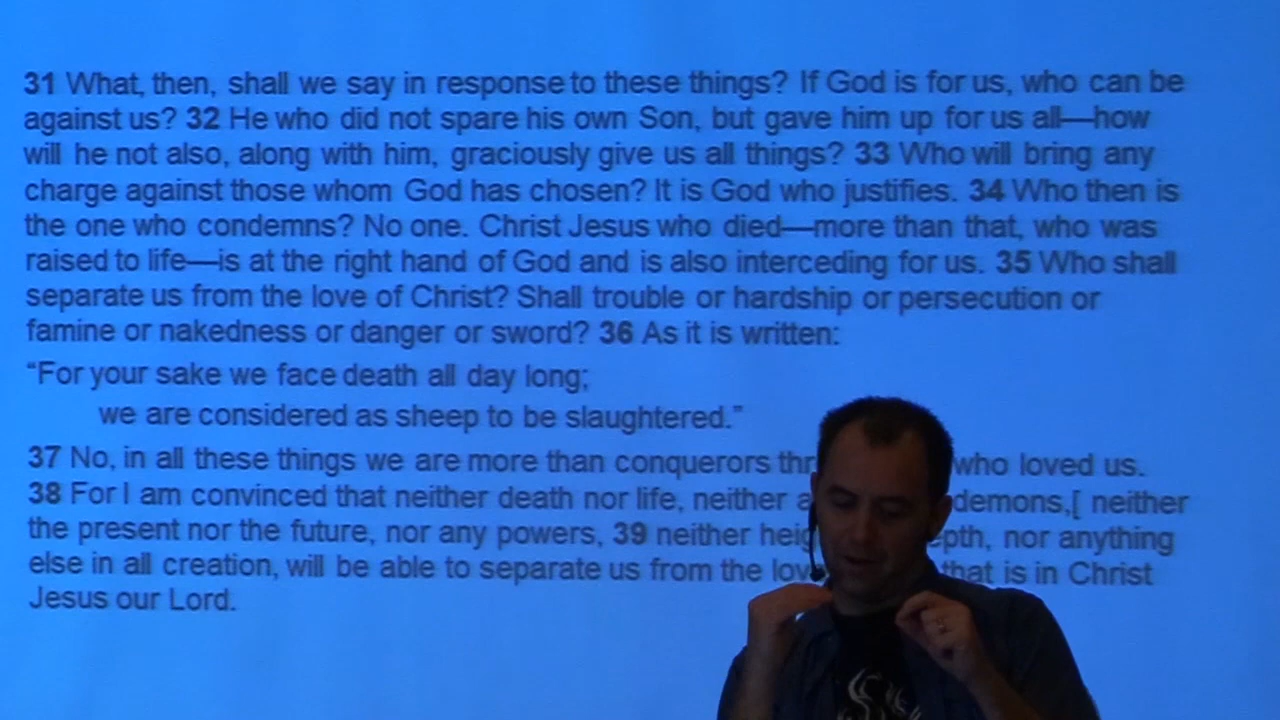 31 What, then, shall we say in response to these things? If God is for us, who can be
against us? 32 He who did not spare his own Son, but gave him up for us all—how
will he not also, along with him, graciously give us all things? 33 Who will bring any
charge against those whom God has chosen? It is God who justifies. 34 Who then is
the one who condemns? No one. Christ Jesus who died—more than that, who was
raised to life—is at the right hand of God and is also interceding for us. 35 Who shall
separate us from the love of Christ? Shall trouble or hardship or persecution or
famine or nakedness or danger or sword? 36 As it is written:
“For your sake we face death all day long;
we are considered as sheep to be slaughtered.”
37 No, in all these things we are more than conquerors who loved us.
38 For I am convinced that neither death nor life, neither demons,[ neither
the present nor the future, nor any powers, 39 neither nor anything
else in all creation, will be able to separate us from the that is in Christ
Jesus our Lord.